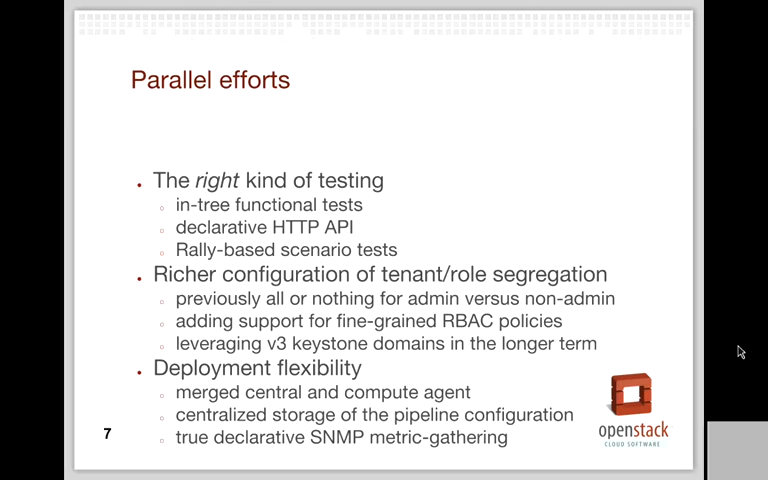 Parallel efforts
The right kind of testing
in-tree functional tests
declarative HTTP API
Rally-based scenario tests
Richer configuration of tenant/role segregation
previously all or nothing for admin versus non-admin
adding support for fine-grained RBAC policies
leveraging v3 keystone domains in the longer term
Deployment flexibility
merged central and compute agent
centralized storage of the pipeline configuration
true declarative SNMP metric-gathering
7
openstack
CLOUD SOFTWARE